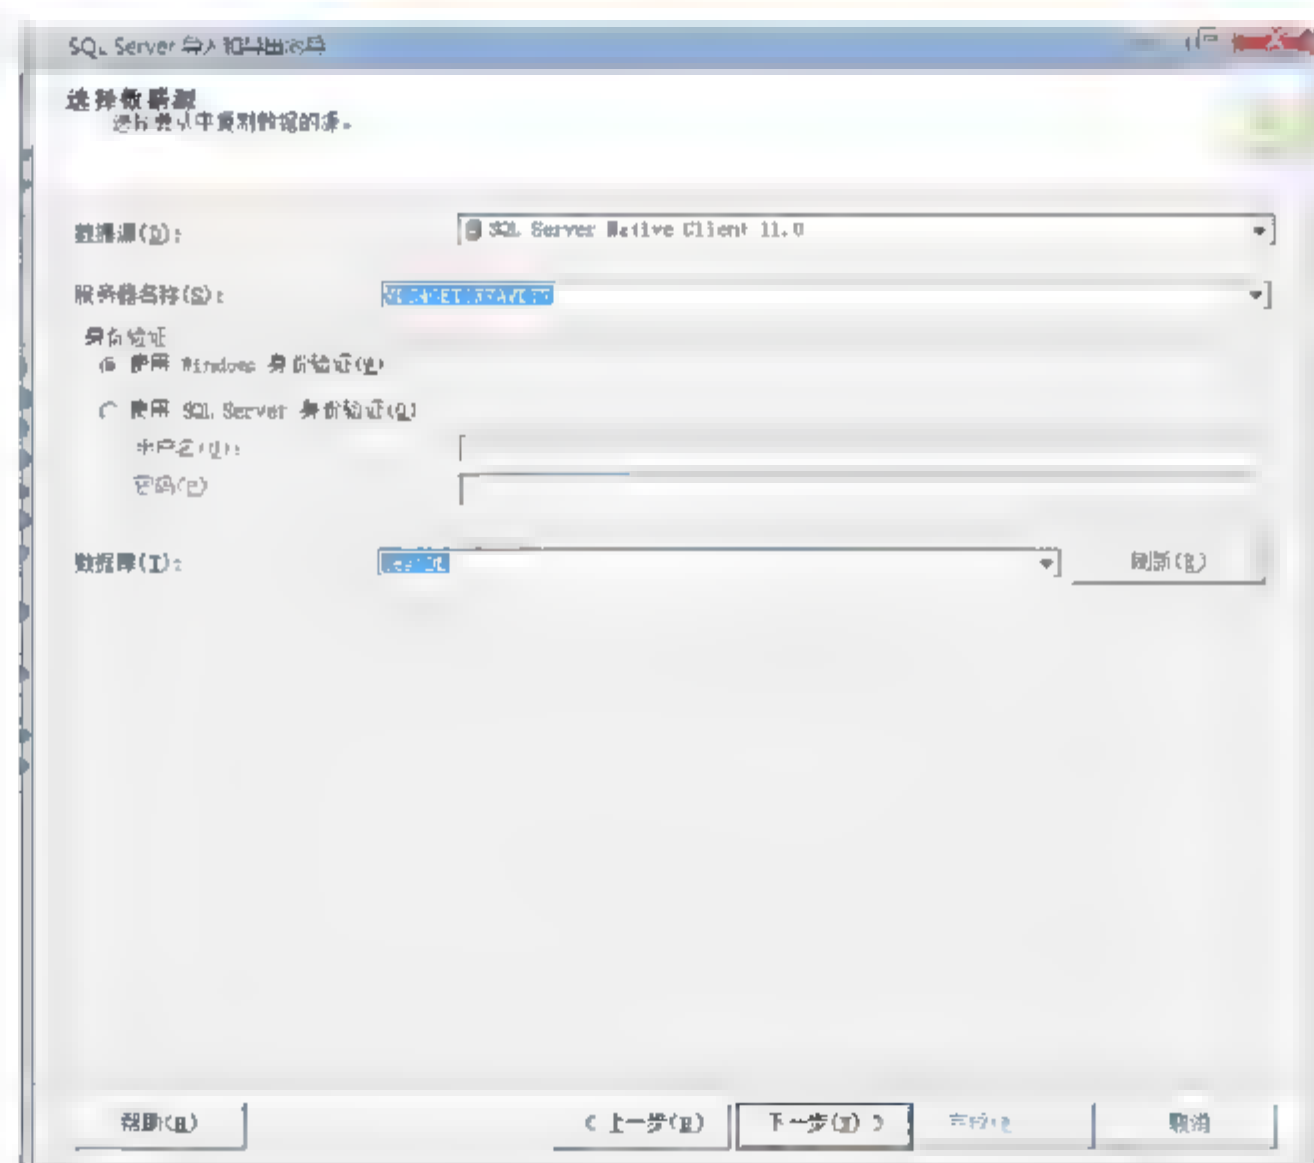 SQL Server 导入和导出向导
选择数据源
选择要从中复制数据的源。
数据源(D): SQL Server Native Client 11.0
服务器名称(S):
身份验证
使用 Windows 身份验证(W)
使用 SQL Server 身份验证(Q)
用户名(U):
密码(P)
数据库(T): 刷新(R)
帮助(H) < 上一步(B) 下一步(N) > 完成(F) 取消